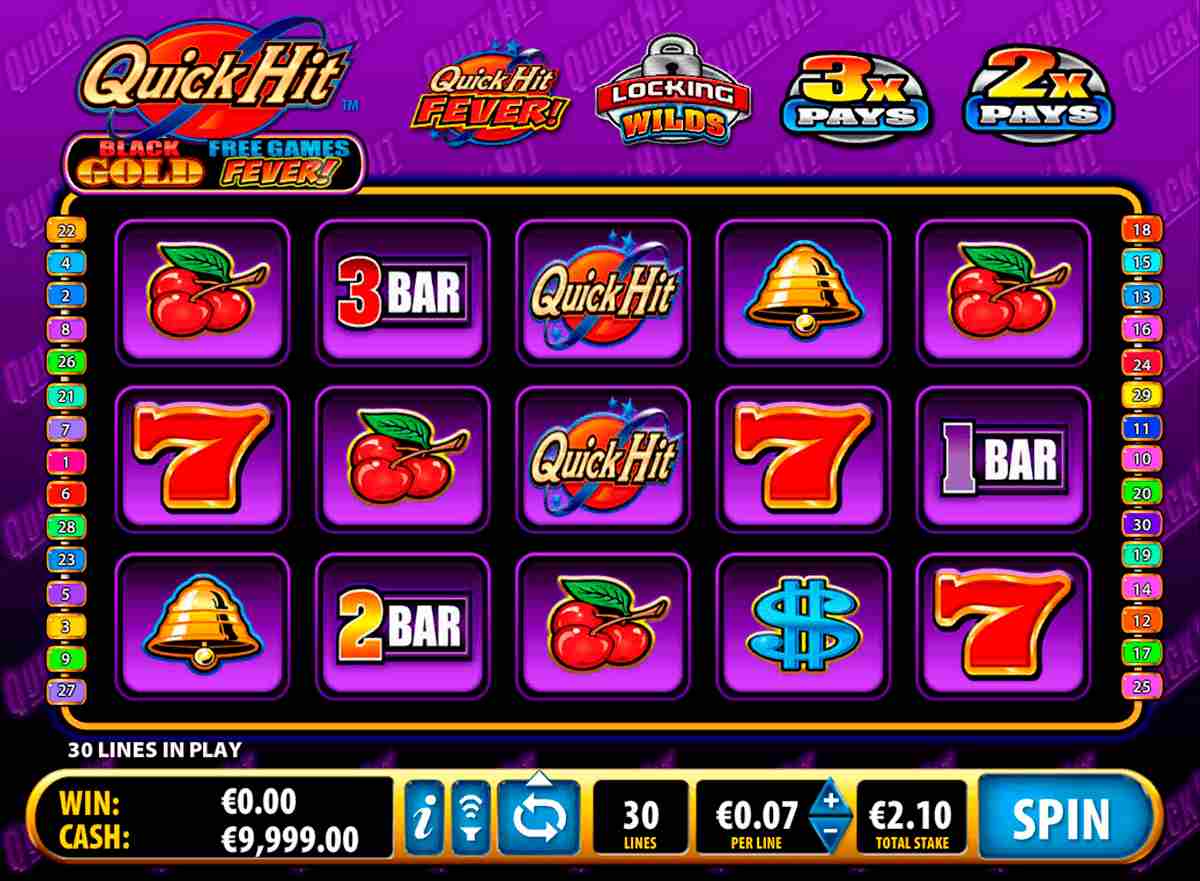 Quick Hit™
BLACK GOLD FREE GAMES FEVER!
Quick Hit FEVER!
LOCKING WILDS
3x PAYS
2x PAYS
22
4
2
8
26
21
7
1
6
28
23
5
3
9
27
3 BAR
Quick Hit
7
Quick Hit
7
1 BAR
2 BAR
$
7
18
15
13
16
24
29
11
10
20
30
19
14
12
17
25
30 LINES IN PLAY
WIN: €0.00
CASH: €9,999.00
i
30
LINES
€0.07
PER LINE
+
−
€2.10
TOTAL STAKE
SPIN